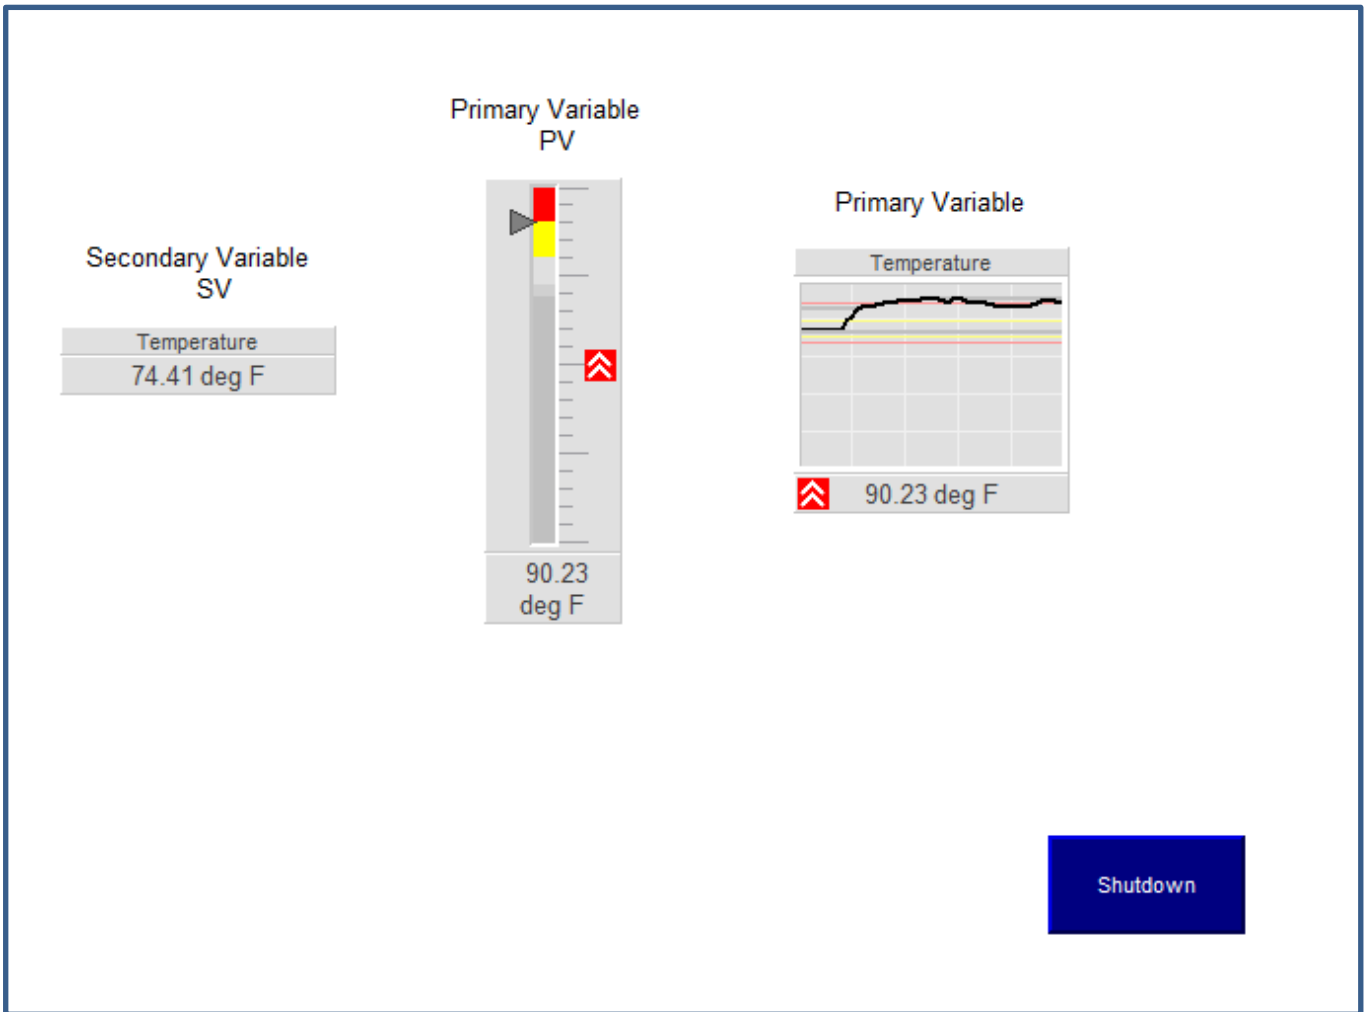 Primary Variable
PV
Primary Variable
Secondary Variable
SV
Temperature
Temperature
74.41 deg F
90.23 deg F
90.23
deg F
Shutdown